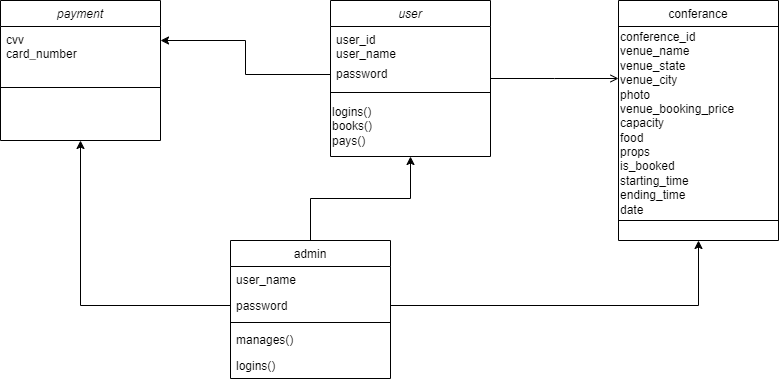 payment
cvv
card_number
user
user_id
user_name
password
logins()
books()
pays()
conferance
conference_id
venue_name
venue_state
venue_city
photo
venue_booking_price
capacity
food
props
is_booked
starting_time
ending_time
date
admin
user_name
password
manages()
logins()